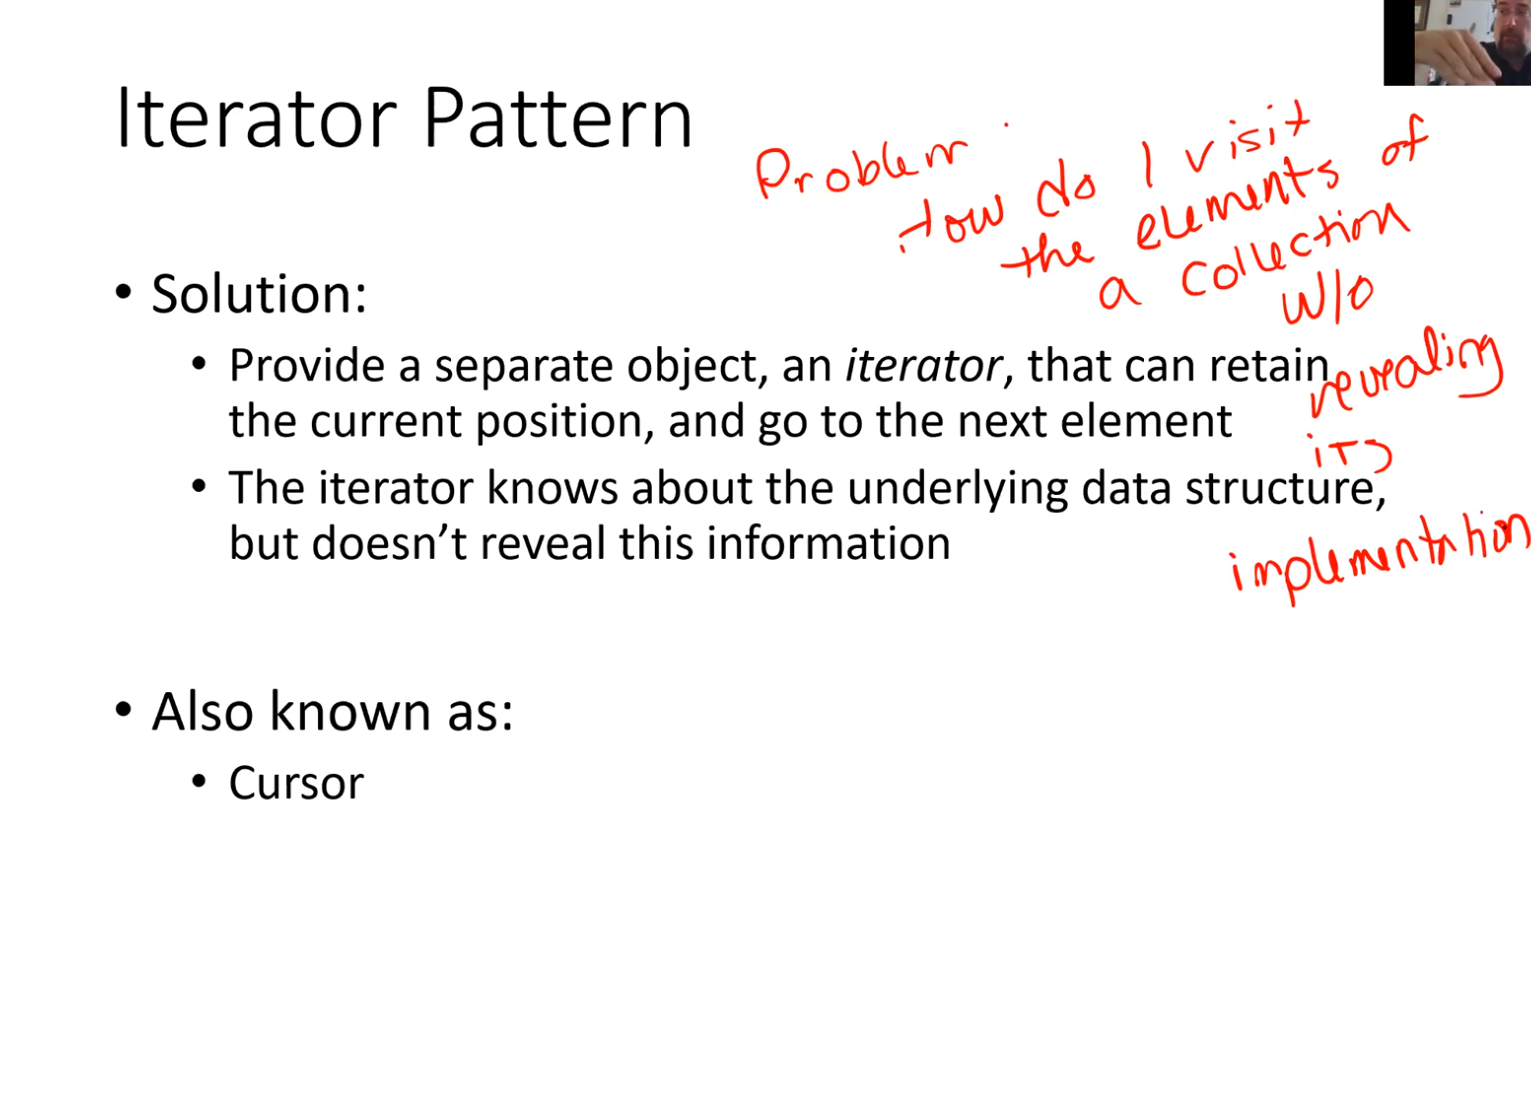 Iterator Pattern
Problem
How do I visit
the elements of
a collection
w/o
revealing
its
implementation
• Solution:
• Provide a separate object, an iterator, that can retain
the current position, and go to the next element
• The iterator knows about the underlying data structure,
but doesn’t reveal this information
• Also known as:
• Cursor